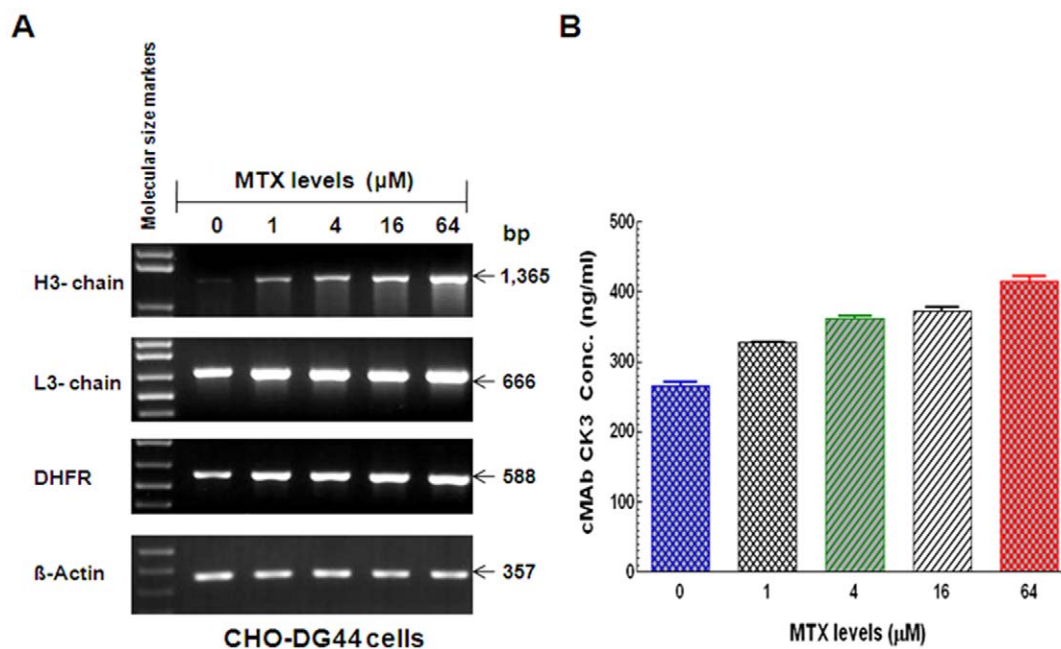 A
Molecular size markers
MTX levels (µM)
0 1 4 16 64
bp
H3- chain
1,365
L3- chain
666
DHFR
588
ß-Actin
357
CHO-DG44 cells
B
cMAb CK3 Conc. (ng/ml)
500
400
300
200
100
0
0 1 4 16 64
MTX levels (µM)